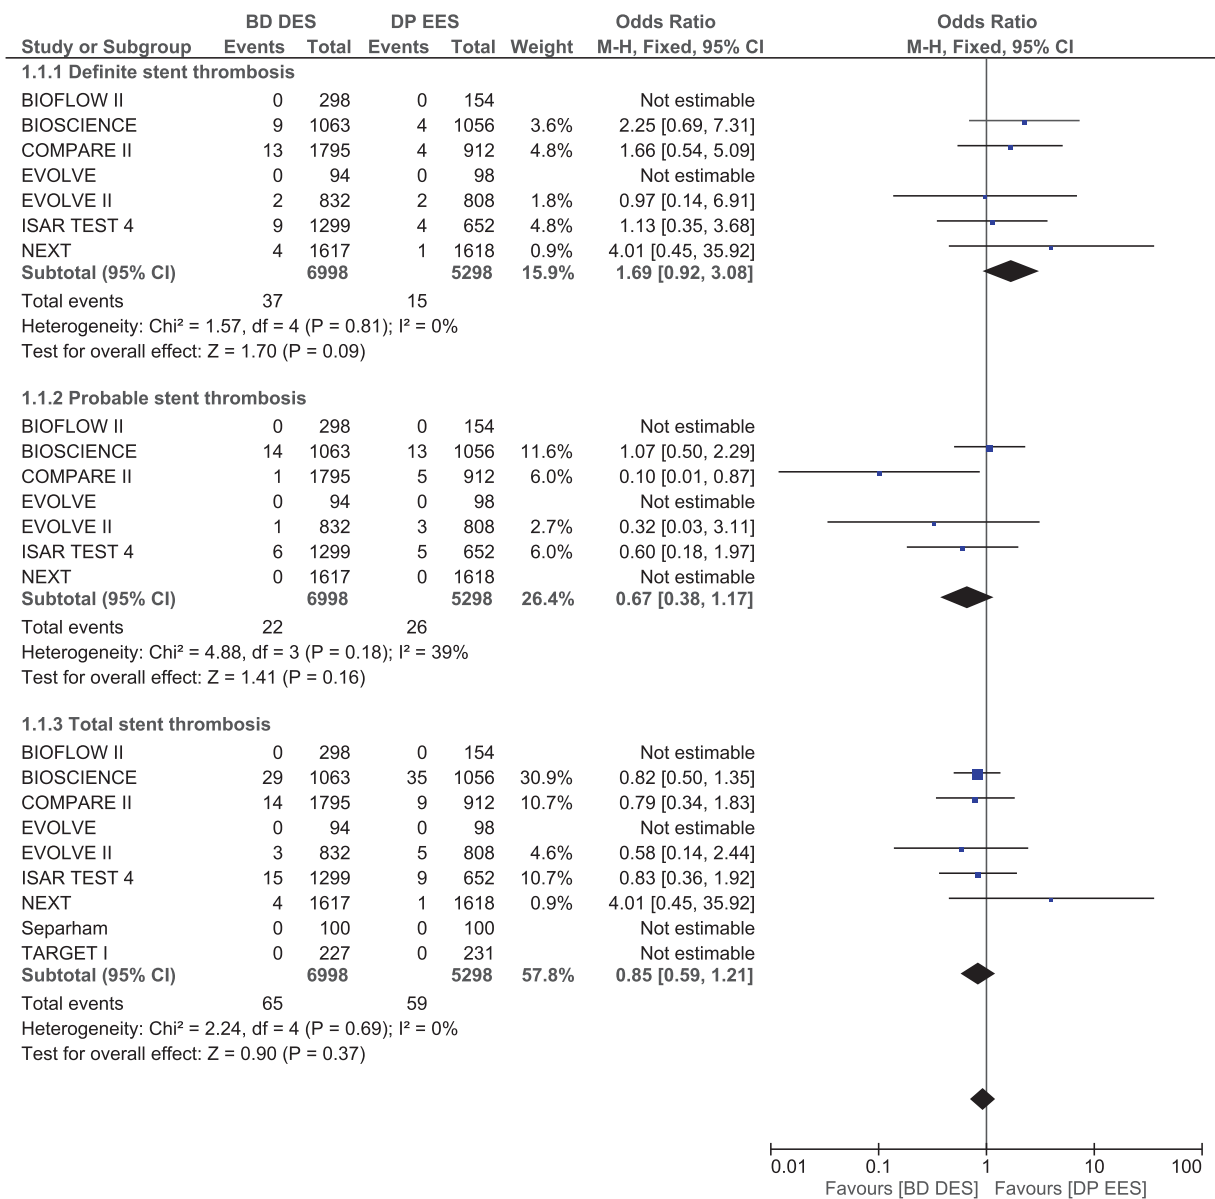 BD DES DP EES Odds Ratio Odds Ratio
Study or Subgroup Events Total Events Total Weight M-H, Fixed, 95% CI M-H, Fixed, 95% CI
1.1.1 Definite stent thrombosis
BIOFLOW II 0 298 0 154 Not estimable
BIOSCIENCE 9 1063 4 1056 3.6% 2.25 [0.69, 7.31]
COMPARE II 13 1795 4 912 4.8% 1.66 [0.54, 5.09]
EVOLVE 0 94 0 98 Not estimable
EVOLVE II 2 832 2 808 1.8% 0.97 [0.14, 6.91]
ISAR TEST 4 9 1299 4 652 4.8% 1.13 [0.35, 3.68]
NEXT 4 1617 1 1618 0.9% 4.01 [0.45, 35.92]
Subtotal (95% CI) 6998 5298 15.9% 1.69 [0.92, 3.08]
Total events 37 15
Heterogeneity: Chi² = 1.57, df = 4 (P = 0.81); I² = 0%
Test for overall effect: Z = 1.70 (P = 0.09)
1.1.2 Probable stent thrombosis
BIOFLOW II 0 298 0 154 Not estimable
BIOSCIENCE 14 1063 13 1056 11.6% 1.07 [0.50, 2.29]
COMPARE II 1 1795 5 912 6.0% 0.10 [0.01, 0.87]
EVOLVE 0 94 0 98 Not estimable
EVOLVE II 1 832 3 808 2.7% 0.32 [0.03, 3.11]
ISAR TEST 4 6 1299 5 652 6.0% 0.60 [0.18, 1.97]
NEXT 0 1617 0 1618 Not estimable
Subtotal (95% CI) 6998 5298 26.4% 0.67 [0.38, 1.17]
Total events 22 26
Heterogeneity: Chi² = 4.88, df = 3 (P = 0.18); I² = 39%
Test for overall effect: Z = 1.41 (P = 0.16)
1.1.3 Total stent thrombosis
BIOFLOW II 0 298 0 154 Not estimable
BIOSCIENCE 29 1063 35 1056 30.9% 0.82 [0.50, 1.35]
COMPARE II 14 1795 9 912 10.7% 0.79 [0.34, 1.83]
EVOLVE 0 94 0 98 Not estimable
EVOLVE II 3 832 5 808 4.6% 0.58 [0.14, 2.44]
ISAR TEST 4 15 1299 9 652 10.7% 0.83 [0.36, 1.92]
NEXT 4 1617 1 1618 0.9% 4.01 [0.45, 35.92]
Separham 0 100 0 100 Not estimable
TARGET I 0 227 0 231 Not estimable
Subtotal (95% CI) 6998 5298 57.8% 0.85 [0.59, 1.21]
Total events 65 59
Heterogeneity: Chi² = 2.24, df = 4 (P = 0.69); I² = 0%
Test for overall effect: Z = 0.90 (P = 0.37)
0.01 0.1 1 10 100
Favours [BD DES] Favours [DP EES]